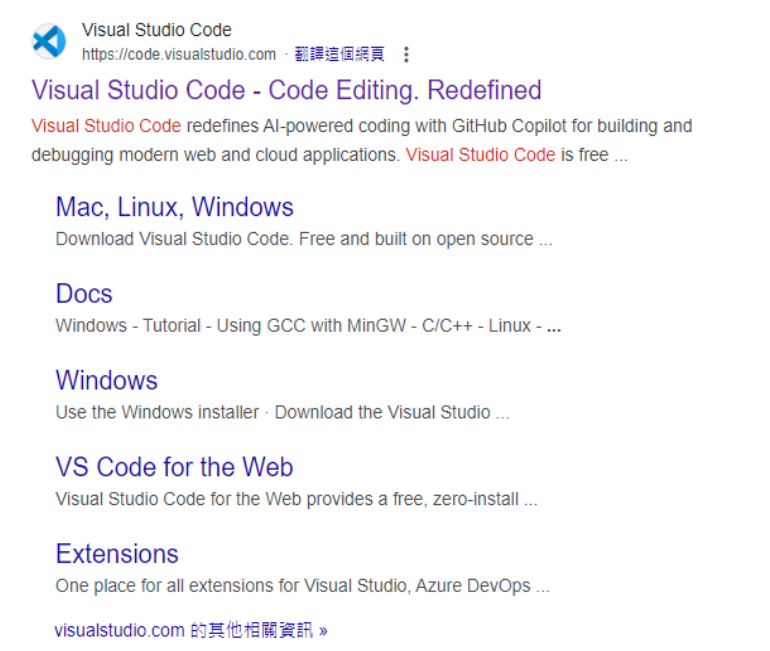 Visual Studio Code
https://code.visualstudio.com · 翻譯這個網頁
Visual Studio Code - Code Editing. Redefined
Visual Studio Code redefines AI-powered coding with GitHub Copilot for building and
debugging modern web and cloud applications. Visual Studio Code is free ...
Mac, Linux, Windows
Download Visual Studio Code. Free and built on open source ...
Docs
Windows - Tutorial - Using GCC with MinGW - C/C++ - Linux - ...
Windows
Use the Windows installer · Download the Visual Studio ...
VS Code for the Web
Visual Studio Code for the Web provides a free, zero-install ...
Extensions
One place for all extensions for Visual Studio, Azure DevOps ...
visualstudio.com 的其他相關資訊 »